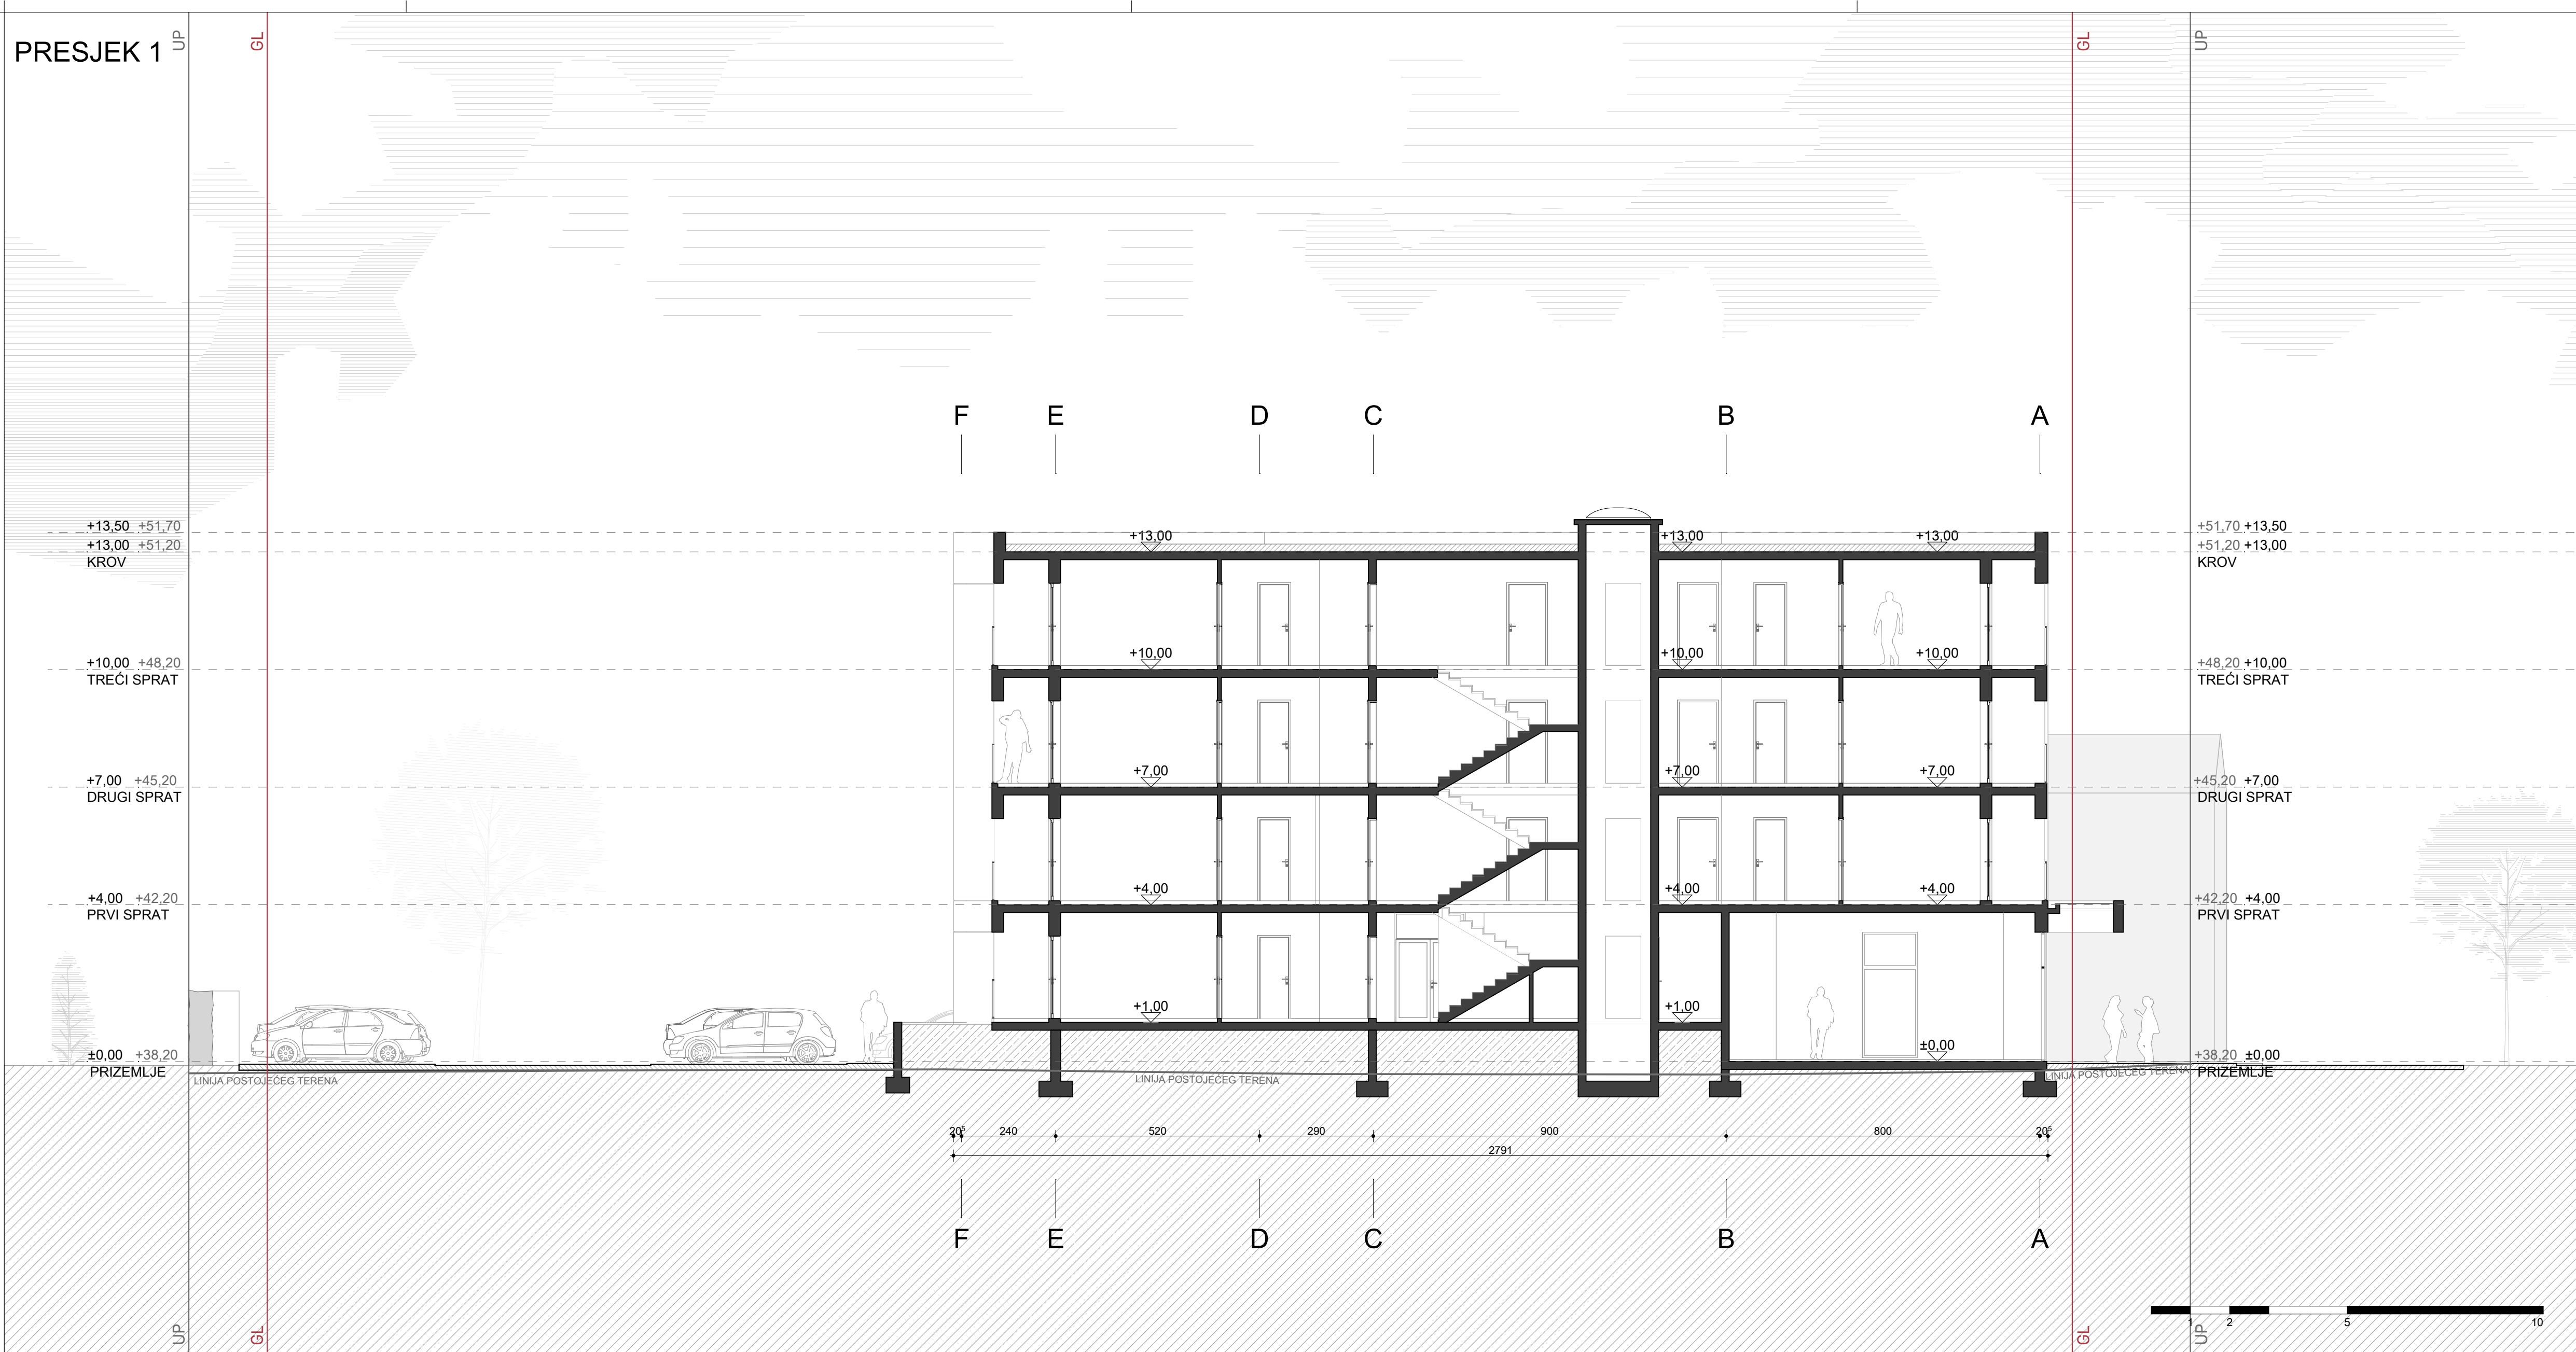 PRESJEK 1
UP
GL
GL
UP
F E D C B A
+13,50 +51,70
+51,70 +13,50
+13,00 +51,20
+13,00
+13,00
+13,00
+51,20 +13,00
KROV
KROV
+10,00 +48,20
+10,00
+10,00
+10,00
+48,20 +10,00
TREĆI SPRAT
TREĆI SPRAT
+7,00 +45,20
+7,00
+7,00
+7,00
+45,20 +7,00
DRUGI SPRAT
DRUGI SPRAT
+4,00 +42,20
+4,00
+4,00
+4,00
+42,20 +4,00
PRVI SPRAT
PRVI SPRAT
+1,00
+1,00
±0,00 +38,20
±0,00
+38,20 ±0,00
PRIZEMLJE
PRIZEMLJE
LINIJA POSTOJEĆEG TERENA
LINIJA POSTOJEĆEG TERENA
LINIJA POSTOJEĆEG TERENA
20⁵ 240 520 290 900 800 20⁵
2791
F E D C B A
1 2 5 10
UP
GL
GL
UP